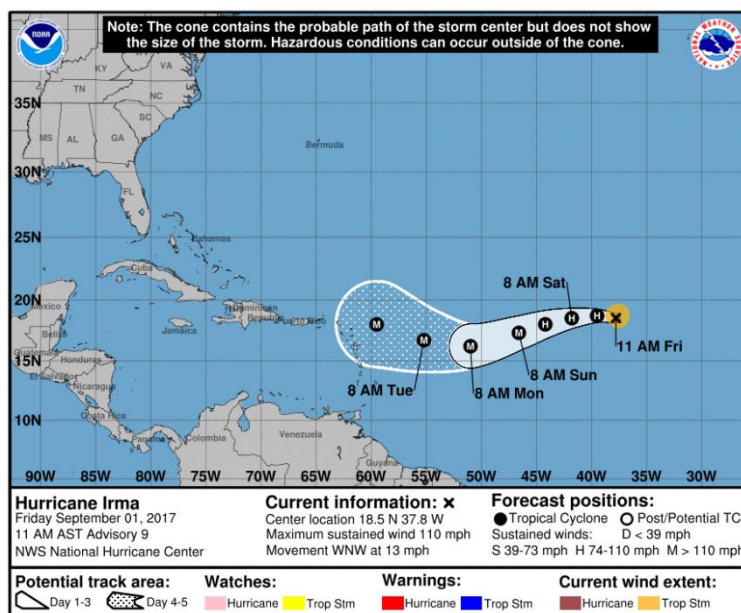 Note: The cone contains the probable path of the storm center but does not show
the size of the storm. Hazardous conditions can occur outside of the cone.
NOAA
KY
VA
TN
NC
SC
MS
AL
GA
FL
Bermuda
Bahamas
Cuba
Mexico
Dominican
Republic
Puerto Rico
Jamaica
Belize
Guatemala
Honduras
El Salvador
Nicaragua
Costa Rica
Panama
Colombia
Venezuela
Guyana
35N
30N
25N
20N
15N
10N
8 AM Sat
M
M
M
M
H
H
H
11 AM Fri
8 AM Sun
8 AM Tue
8 AM Mon
90W
85W
80W
75W
70W
65W
60W
55W
50W
45W
40W
35W
30W
Hurricane Irma
Friday September 01, 2017
11 AM AST Advisory 9
NWS National Hurricane Center
Current information: x
Center location 18.5 N 37.8 W
Maximum sustained wind 110 mph
Movement WNW at 13 mph
Forecast positions:
Tropical Cyclone Post/Potential TC
Sustained winds: D < 39 mph
S 39-73 mph H 74-110 mph M > 110 mph
Potential track area:
Day 1-3 Day 4-5
Watches:
Hurricane Trop Stm
Warnings:
Hurricane Trop Stm
Current wind extent:
Hurricane Trop Stm